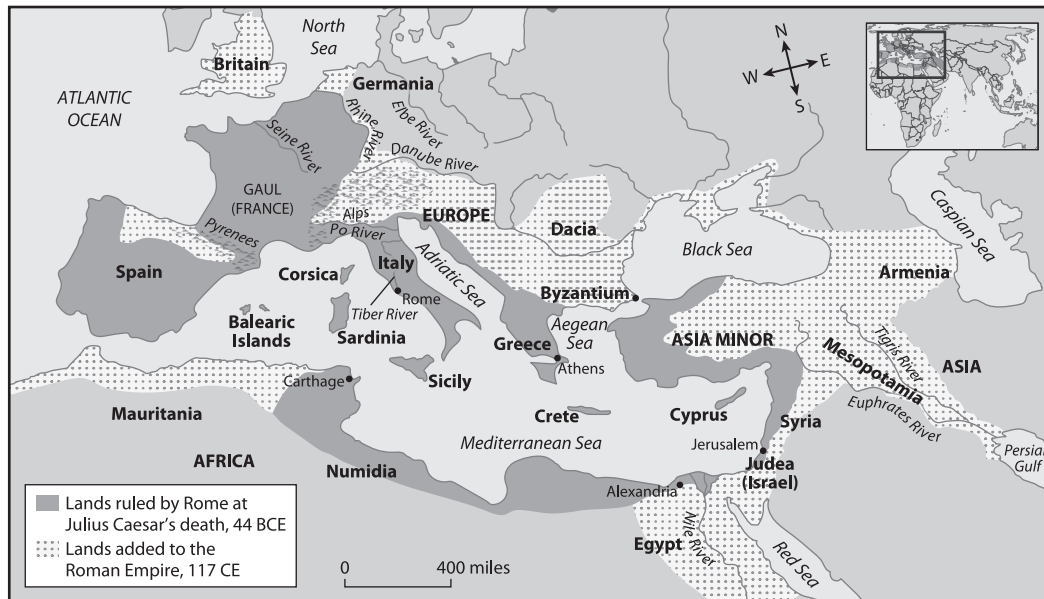 North
Sea
Britain
ATLANTIC
OCEAN
Germania
Rhine River
Elbe River
Seine River
Danube River
GAUL
(FRANCE)
Alps
EUROPE
Po River
Pyrenees
Dacia
Spain
Corsica
Italy
Rome
Tiber River
Adriatic Sea
Byzantium
Black Sea
Caspian Sea
Armenia
Balearic
Islands
Sardinia
Greece
Aegean
Sea
Athens
ASIA MINOR
Tigris River
Mesopotamia
Euphrates River
ASIA
Carthage
Sicily
Mauritania
Crete
Cyprus
Syria
Mediterranean Sea
Jerusalem
Judea
(Israel)
Persian
Gulf
AFRICA
Numidia
Alexandria
Egypt
Nile River
Red Sea
N
W
E
S
Lands ruled by Rome at
Julius Caesar's death, 44 BCE
Lands added to the
Roman Empire, 117 CE
0
400 miles